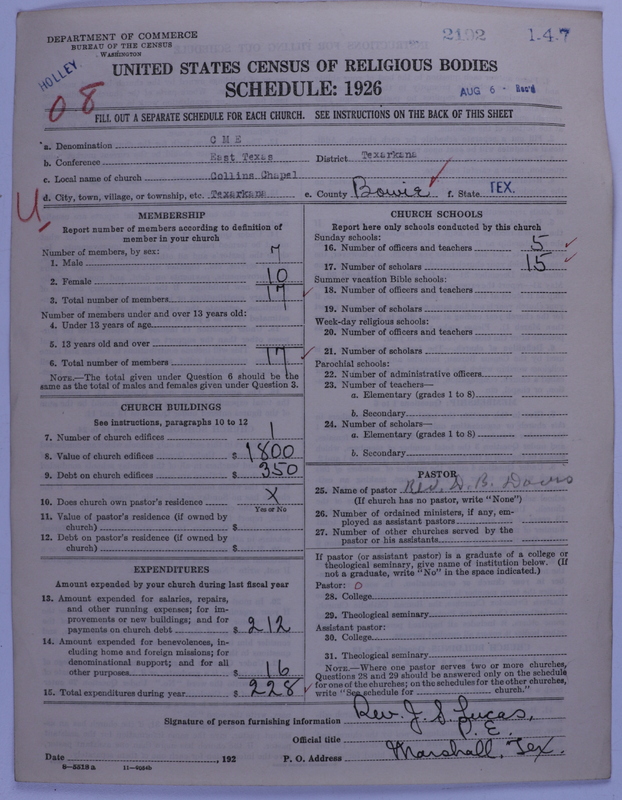 DEPARTMENT OF COMMERCE
BUREAU OF THE CENSUS
WASHINGTON
2192
1-4-7
HOLLEY.
UNITED STATES CENSUS OF RELIGIOUS BODIES
SCHEDULE: 1926
AUG 6 - Rec'd
08
FILL OUT A SEPARATE SCHEDULE FOR EACH CHURCH. SEE INSTRUCTIONS ON THE BACK OF THIS SHEET
a. Denomination C M E
b. Conference East Texas District Texarkana
c. Local name of church Collins Chapel
d. City, town, village, or township, etc. Texarkana e. County Bowie f. State TEX.
U
MEMBERSHIP
Report number of members according to definition of
member in your church
Number of members, by sex:
1. Male 7
2. Female 10
3. Total number of members 17
Number of members under and over 13 years old:
4. Under 13 years of age
5. 13 years old and over
6. Total number of members 17
NOTE.—The total given under Question 6 should be the
same as the total of males and females given under Question 3.
CHURCH BUILDINGS
See instructions, paragraphs 10 to 12
7. Number of church edifices 1
8. Value of church edifices $ 1800
9. Debt on church edifices $ 350
10. Does church own pastor's residence X
Yes or No
11. Value of pastor's residence (if owned by
church) $
12. Debt on pastor's residence (if owned by
church) $
EXPENDITURES
Amount expended by your church during last fiscal year
13. Amount expended for salaries, repairs,
and other running expenses; for im-
provements or new buildings; and for
payments on church debt $ 212
14. Amount expended for benevolences, in-
cluding home and foreign missions; for
denominational support; and for all
other purposes $ 16
15. Total expenditures during year $ 228
CHURCH SCHOOLS
Report here only schools conducted by this church
Sunday schools:
16. Number of officers and teachers 5
17. Number of scholars 15
Summer vacation Bible schools:
18. Number of officers and teachers
19. Number of scholars
Week-day religious schools:
20. Number of officers and teachers
21. Number of scholars
Parochial schools:
22. Number of administrative officers
23. Number of teachers—
a. Elementary (grades 1 to 8)
b. Secondary
24. Number of scholars—
a. Elementary (grades 1 to 8)
b. Secondary
PASTOR
25. Name of pastor Rev. D. B. Davis
(If church has no pastor, write "None")
26. Number of ordained ministers, if any, em-
ployed as assistant pastors
27. Number of other churches served by the
pastor or his assistants
If pastor (or assistant pastor) is a graduate of a college or
theological seminary, give name of institution below. (If
not a graduate, write "No" in the space indicated.)
Pastor: 0
28. College
29. Theological seminary
Assistant pastor:
30. College
31. Theological seminary
NOTE.—Where one pastor serves two or more churches,
Questions 28 and 29 should be answered only on the schedule
for one of the churches; on the schedules for the other churches,
write "See schedule for church."
Signature of person furnishing information Rev. J. S. Lucas,
Official title P. E.
Date , 192 P. O. Address Marshall, Tex.
8-5518a 11-9554b